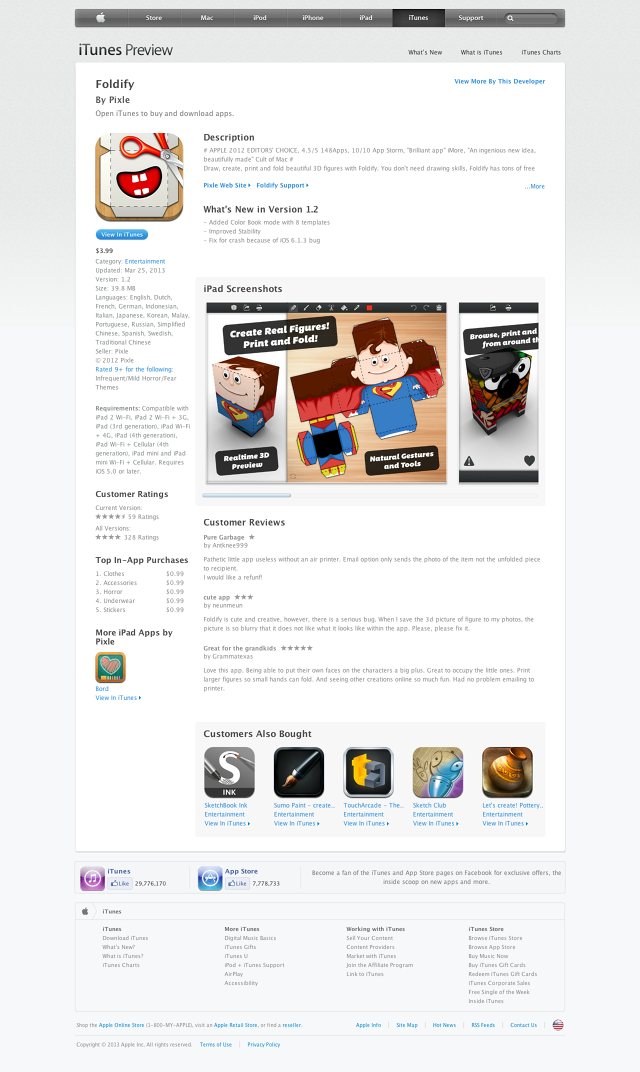 Store
Mac
iPod
iPhone
iPad
iTunes
Support
iTunes Preview
What's New
What is iTunes
iTunes Charts
Foldify
View More By This Developer
By Pixle
Open iTunes to buy and download apps.
Description
# APPLE 2012 EDITORS' CHOICE, 4.5/5 148Apps, 10/10 App Storm, "Brilliant app" iMore, "An ingenious new idea,
beautifully made" Cult of Mac #
Draw, create, print and fold beautiful 3D figures with Foldify. You don't need drawing skills, Foldify has tons of free
Pixle Web Site
Foldify Support
...More
What's New in Version 1.2
- Added Color Book mode with 8 templates
- Improved Stability
- Fix for crash because of iOS 6.1.3 bug
View In iTunes
$3.99
Category: Entertainment
Updated: Mar 25, 2013
Version: 1.2
Size: 39.8 MB
Languages: English, Dutch,
French, German, Indonesian,
Italian, Japanese, Korean, Malay,
Portuguese, Russian, Simplified
Chinese, Spanish, Swedish,
Traditional Chinese
Seller: Pixle
© 2012 Pixle
Rated 9+ for the following:
Infrequent/Mild Horror/Fear
Themes
Requirements: Compatible with
iPad 2 Wi-Fi, iPad 2 Wi-Fi + 3G,
iPad (3rd generation), iPad Wi-Fi
+ 4G, iPad (4th generation),
iPad Wi-Fi + Cellular (4th
generation), iPad mini and iPad
mini Wi-Fi + Cellular. Requires
iOS 5.0 or later.
Customer Ratings
Current Version:
★★★★ 59 Ratings
All Versions:
★★★★ 328 Ratings
Top In-App Purchases
1. Clothes $0.99
2. Accessories $0.99
3. Horror $0.99
4. Underwear $0.99
5. Stickers $0.99
More iPad Apps by
Pixle
Bord
View In iTunes
iPad Screenshots
Create Real Figures!
Print and Fold!
Realtime 3D
Preview
Natural Gestures
and Tools
Browse, print and
from around th
Customer Reviews
Pure Garbage ★
by Antknee999
Pathetic little app useless without an air printer. Email option only sends the photo of the item not the unfolded piece
to recipient.
I would like a refunf!
cute app ★★★
by neunmeun
Foldify is cute and creative, however, there is a serious bug. When I save the 3d picture of figure to my photos, the
picture is so blurry that it does not like what it looks like within the app. Please, please fix it.
Great for the grandkids ★★★★★
by Grammatexas
Love this app. Being able to put their own faces on the characters a big plus. Great to occupy the little ones. Print
larger figures so small hands can fold. And seeing other creations online so much fun. Had no problem emailing to
printer.
Customers Also Bought
INK
SketchBook Ink
Entertainment
View In iTunes
Sumo Paint - create..
Entertainment
View In iTunes
TouchArcade - The..
Entertainment
View In iTunes
Sketch Club
Entertainment
View In iTunes
Let's create! Pottery..
Entertainment
View In iTunes
iTunes
Like 29,776,170
App Store
Like 7,778,733
Become a fan of the iTunes and App Store pages on Facebook for exclusive offers, the
inside scoop on new apps and more.
iTunes
iTunes
Download iTunes
What's New?
What is iTunes?
iTunes Charts
More iTunes
Digital Music Basics
iTunes Gifts
iTunes U
iPod + iTunes Support
AirPlay
Accessibility
Working with iTunes
Sell Your Content
Content Providers
Market with iTunes
Join the Affiliate Program
Link to iTunes
iTunes Store
Browse iTunes Store
Browse App Store
Buy Music Now
Buy iTunes Gift Cards
Redeem iTunes Gift Cards
iTunes Corporate Sales
Free Single of the Week
Inside iTunes
Shop the Apple Online Store (1-800-MY-APPLE), visit an Apple Retail Store, or find a reseller.
Apple Info
Site Map
Hot News
RSS Feeds
Contact Us
Copyright © 2013 Apple Inc. All rights reserved.
Terms of Use
Privacy Policy